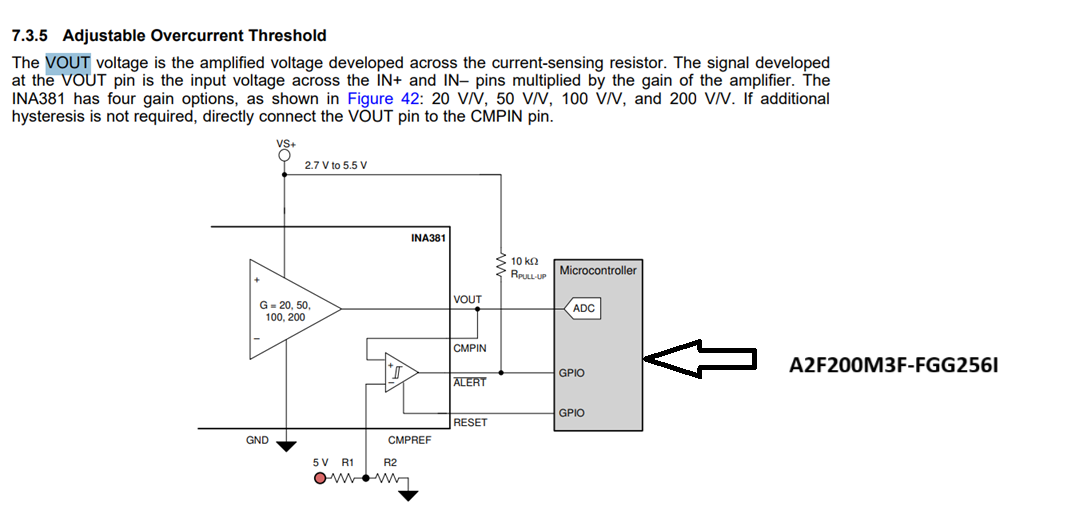 7.3.5 Adjustable Overcurrent Threshold
The VOUT voltage is the amplified voltage developed across the current-sensing resistor. The signal developed
at the VOUT pin is the input voltage across the IN+ and IN– pins multiplied by the gain of the amplifier. The
INA381 has four gain options, as shown in Figure 42: 20 V/V, 50 V/V, 100 V/V, and 200 V/V. If additional
hysteresis is not required, directly connect the VOUT pin to the CMPIN pin.
VS+
2.7 V to 5.5 V
INA381
10 kΩ
RPULL-UP
Microcontroller
+
G = 20, 50,
100, 200
–
VOUT
ADC
CMPIN
+
–
ALERT
GPIO
A2F200M3F-FGG256I
RESET
GPIO
GND
CMPREF
5 V R1 R2